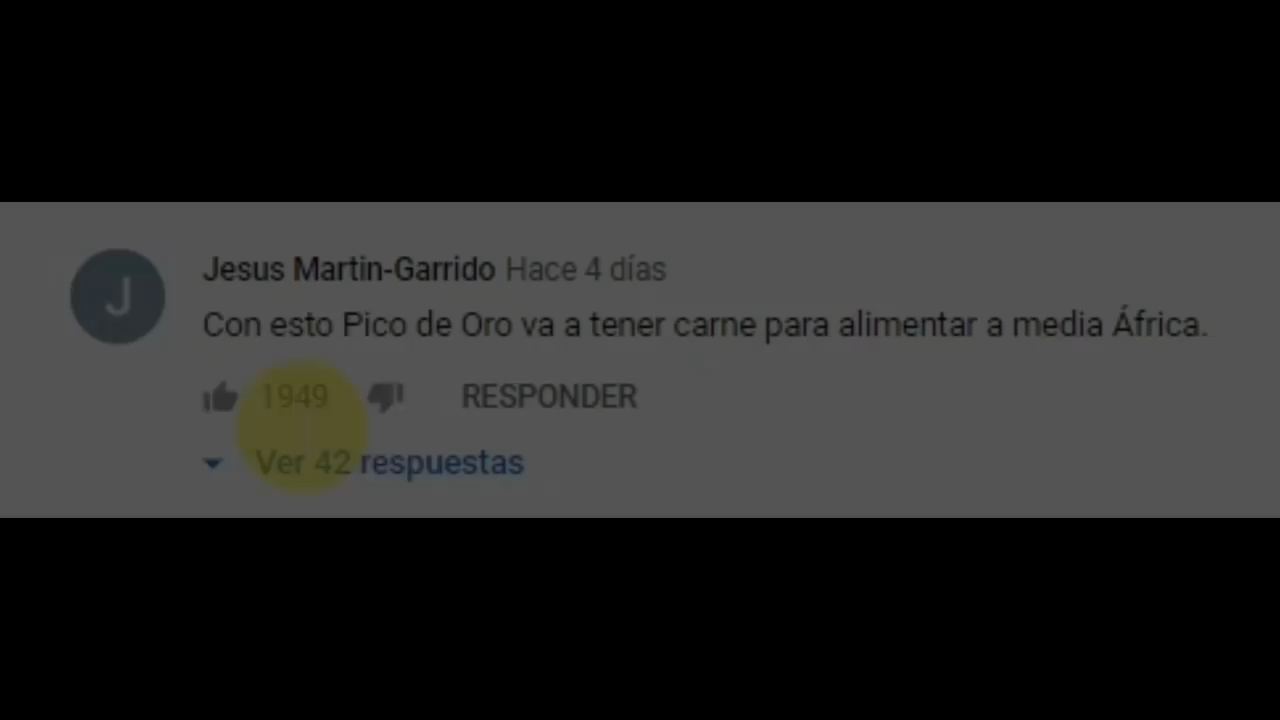 J
Jesus Martin-Garrido Hace 4 días
Con esto Pico de Oro va a tener carne para alimentar a media África.
1949 RESPONDER
Ver 42 respuestas